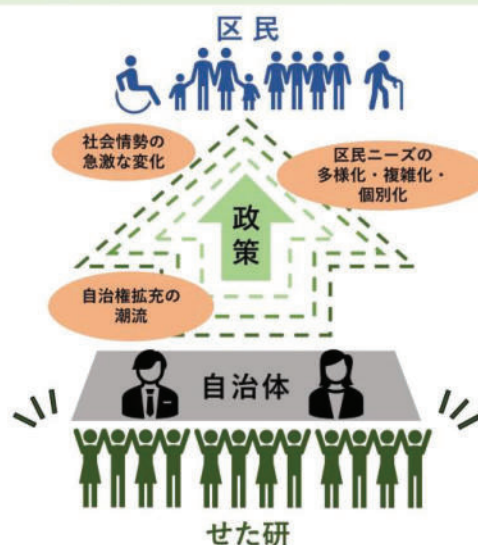 区民
社会情勢の
急激な変化
区民ニーズの
多様化・複雑化・
個別化
政
策
自治権拡充の
潮流
自治体
せた研